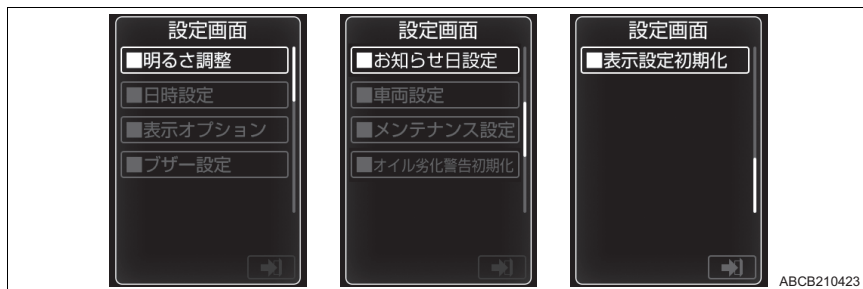 設定画面
■明るさ調整
■日時設定
■表示オプション
■ブザー設定
設定画面
■お知らせ日設定
■車両設定
■メンテナンス設定
■オイル劣化警告初期化
設定画面
■表示設定初期化
ABCB210423